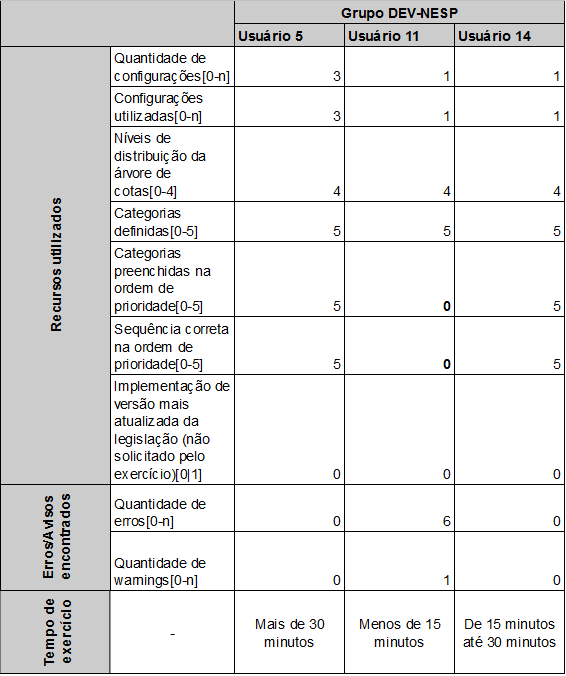 Grupo DEV-NESP
Usuário 5 Usuário 11 Usuário 14
Recursos utilizados
Quantidade de
configurações[0-n] 3 1 1
Configurações
utilizadas[0-n] 3 1 1
Níveis de
distribuição da
árvore de
cotas[0-4] 4 4 4
Categorias
definidas[0-5] 5 5 5
Categorias
preenchidas na
ordem de
prioridade[0-5] 5 0 5
Sequência correta
na ordem de
prioridade[0-5] 5 0 5
Implementação de
versão mais
atualizada da
legislação (não
solicitado pelo
exercício)[0|1] 0 0 0
Erros/Avisos
encontrados
Quantidade de
erros[0-n] 0 6 0
Quantidade de
warnings[0-n] 0 1 0
Tempo de
exercício
-
Mais de 30
minutos
Menos de 15
minutos
De 15 minutos
até 30 minutos